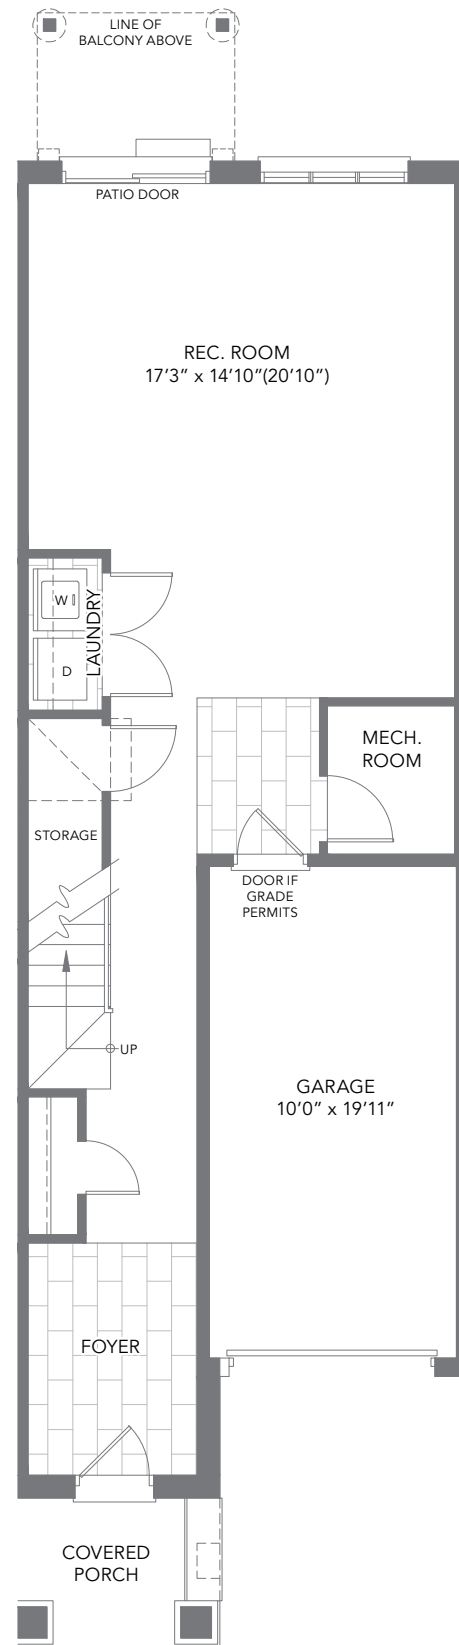 LINE OF
BALCONY ABOVE
PATIO DOOR
REC. ROOM
17'3" x 14'10"(20'10")
W
D
LAUNDRY
MECH.
ROOM
STORAGE
DOOR IF
GRADE
PERMITS
UP
GARAGE
10'0" x 19'11"
FOYER
COVERED
PORCH